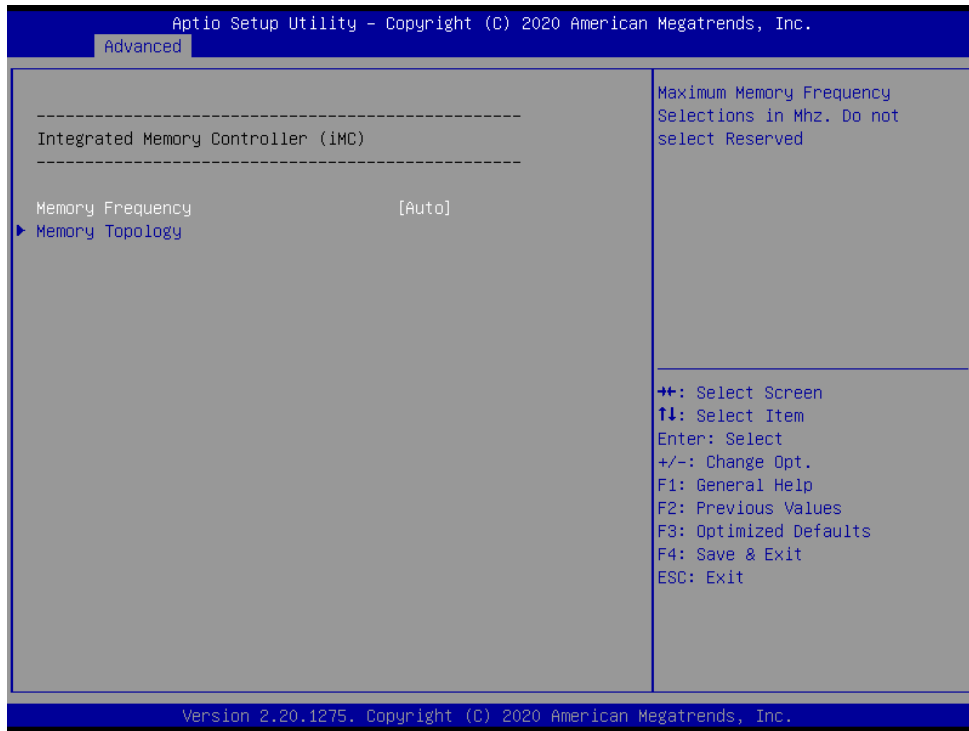 Aptio Setup Utility – Copyright (C) 2020 American Megatrends, Inc.
Advanced
--------------------------------------------------
Integrated Memory Controller (iMC)
--------------------------------------------------
Memory Frequency [Auto]
▶ Memory Topology
Maximum Memory Frequency
Selections in Mhz. Do not
select Reserved
→←: Select Screen
↑↓: Select Item
Enter: Select
+/-: Change Opt.
F1: General Help
F2: Previous Values
F3: Optimized Defaults
F4: Save & Exit
ESC: Exit
Version 2.20.1275. Copyright (C) 2020 American Megatrends, Inc.